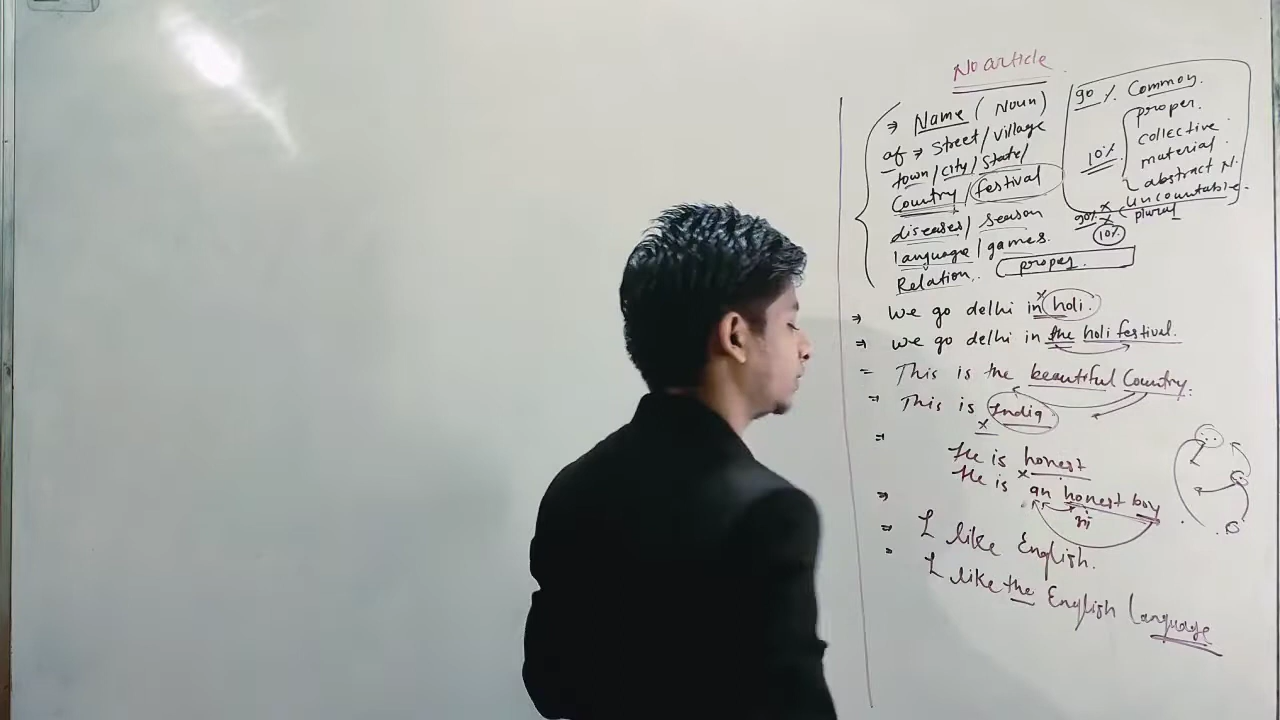 No article
⇒ Name (Noun)
of ⇒ Street/village
town/city/state/
Country/festival
diseases/season
language/games.
Relation.
proper.
90% Common.
proper.
collective.
10% material.
abstract N.
uncountable.
90% plural
10%
⇒ we go delhi in holi.
⇒ we go delhi in the holi festival.
= This is the beautiful Country.
= This is India
He is honest
He is an honest boy
I like English.
I like the English Language